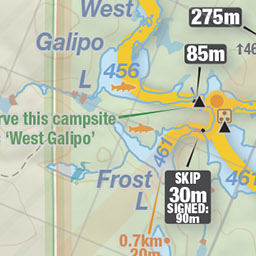 West
275m
Galipo
85m
L
456
rve this campsite
'West Galipo'
461
Frost
L
SKIP
30m
SIGNED:
90m
461
0.7km
20m